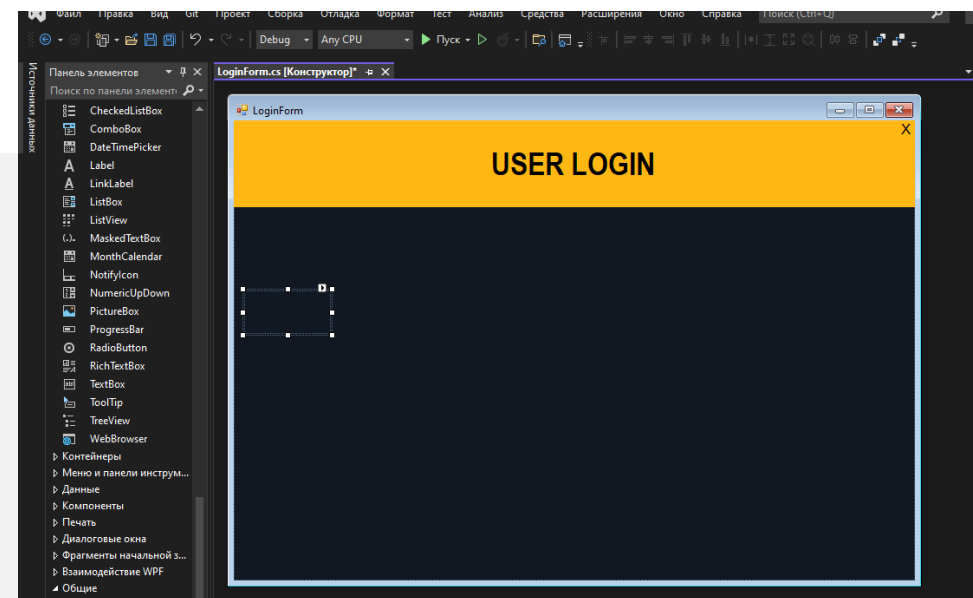 Файл Правка Вид Git Проект Сборка Отладка Формат Тест Анализ Средства Расширения Окно Справка Поиск (Ctrl+Q)
Debug Any CPU Пуск
Источники данных
Панель элементов
LoginForm.cs [Конструктор]*
Поиск по панели элементо
CheckedListBox
ComboBox
DateTimePicker
Label
LinkLabel
ListBox
ListView
MaskedTextBox
MonthCalendar
NotifyIcon
NumericUpDown
PictureBox
ProgressBar
RadioButton
RichTextBox
TextBox
ToolTip
TreeView
WebBrowser
Контейнеры
Меню и панели инструм...
Данные
Компоненты
Печать
Диалоговые окна
Фрагменты начальной з...
Взаимодействие WPF
Общие
LoginForm
X
USER LOGIN